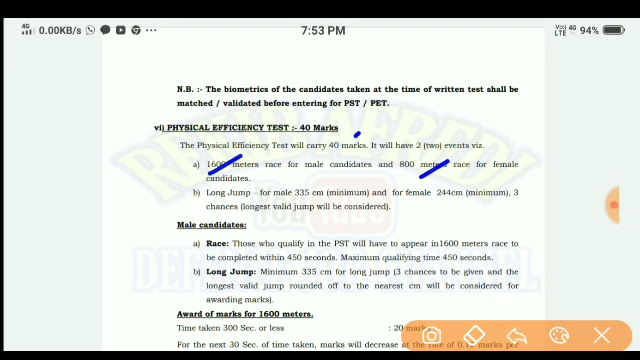 4G 0.00KB/s 7:53 PM Vo)) LTE 4G 94%
N.B. :- The biometrics of the candidates taken at the time of written test shall be
matched / validated before entering for PST / PET.
vi) PHYSICAL EFFICIENCY TEST :- 40 Marks
The Physical Efficiency Test will carry 40 marks. It will have 2 (two) events viz.
a) 1600 meters race for male candidates and 800 meters race for female
candidates.
b) Long Jump – for male 335 cm (minimum) and for female 244cm (minimum), 3
chances (longest valid jump will be considered).
Male candidates:
a) Race: Those who qualify in the PST will have to appear in1600 meters race to
be completed within 450 seconds. Maximum qualifying time 450 seconds.
b) Long Jump: Minimum 335 cm for long jump (3 chances to be given and the
longest valid jump rounded off to the nearest cm will be considered for
awarding marks).
Award of marks for 1600 meters.
Time taken 300 Sec. or less : 20 marks
For the next 30 Sec. of time taken, marks will decrease at the rate of